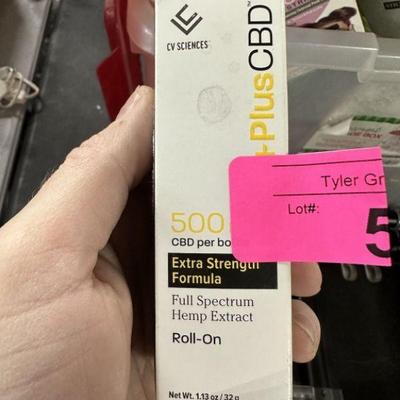 CV SCIENCES
+PlusCBD
500
CBD per bo
Extra Strength
Formula
Full Spectrum
Hemp Extract
Roll-On
Net Wt. 1.13 oz / 32 g
Tyler Gr
Lot#:
5